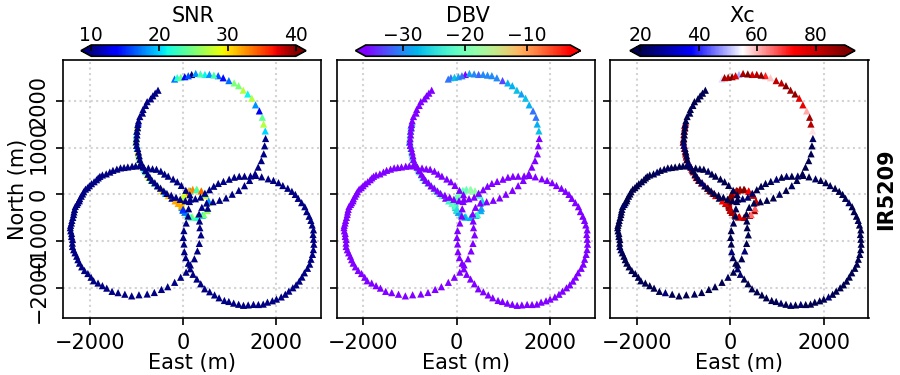 SNR
10 20 30 40
DBV
−30 −20 −10
Xc
20 40 60 80
North (m)
2000
1000
0
−1000
−2000
−2000 0 2000
East (m)
−2000 0 2000
East (m)
−2000 0 2000
East (m)
IR5209